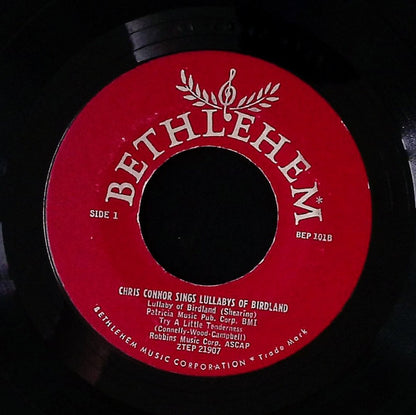 BETHLEHEM*
SIDE 1
BEP 101B
CHRIS CONNOR SINGS LULLABYS OF BIRDLAND
Lullaby of Birdland (Shearing)
Patricia Music Pub. Corp. BMI
Try A Little Tenderness
(Connelly-Wood-Campbell)
Robbins Music Corp. ASCAP
ZTEP 21907
BETHLEHEM MUSIC CORPORATION * Trade Mark